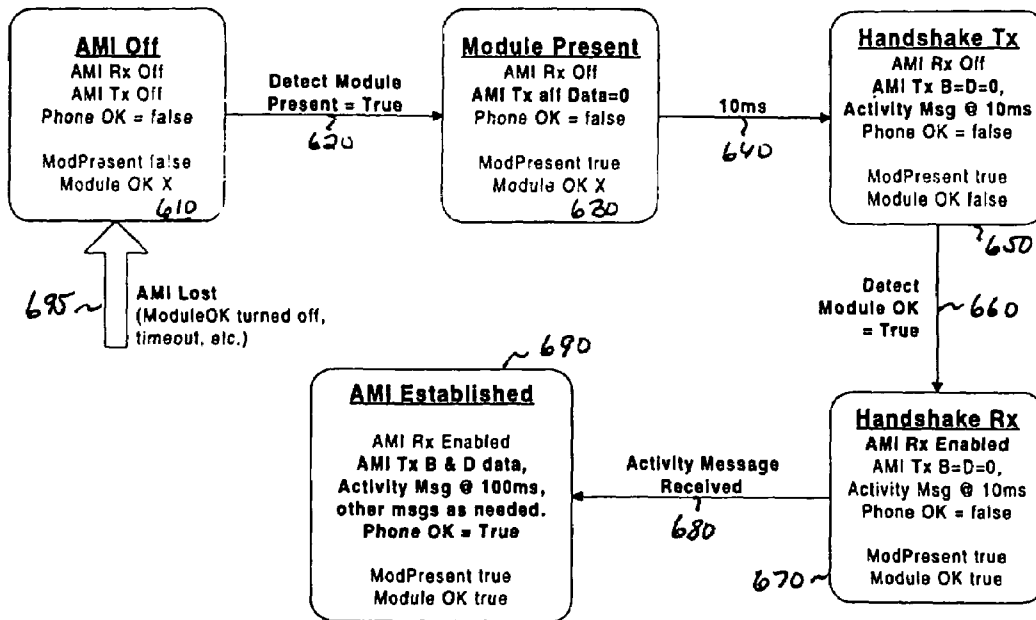 AMI Off
AMI Rx Off
AMI Tx Off
Phone OK = false
ModPresent false
Module OK X
610
Detect Module
Present = True
620
Module Present
AMI Rx Off
AMI Tx all Data=0
Phone OK = false
ModPresent true
Module OK X
630
10ms
640
Handshake Tx
AMI Rx Off
AMI Tx B=D=0,
Activity Msg @ 10ms
Phone OK = false
ModPresent true
Module OK false
650
Detect
Module OK
= True
660
695
AMI Lost
(ModuleOK turned off,
timeout, etc.)
690
AMI Established
AMI Rx Enabled
AMI Tx B & D data,
Activity Msg @ 100ms,
other msgs as needed.
Phone OK = True
ModPresent true
Module OK true
Activity Message
Received
680
Handshake Rx
AMI Rx Enabled
AMI Tx B=D=0,
Activity Msg @ 10ms
Phone OK = false
ModPresent true
Module OK true
670